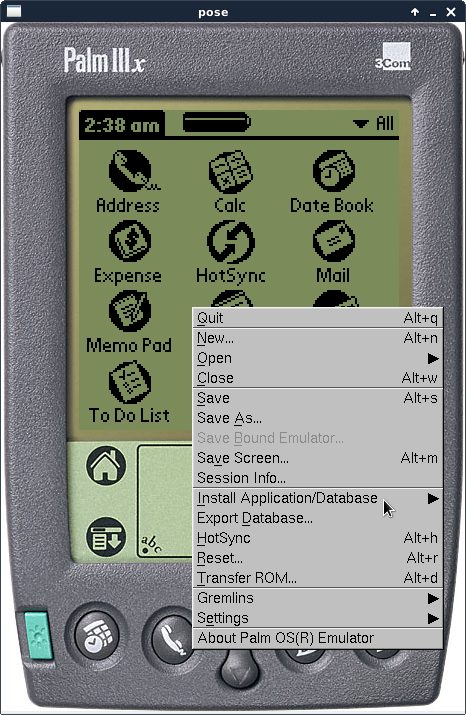 pose
Palm IIIx
3Com
2:38 am
All
Address
Calc
Date Book
Expense
HotSync
Mail
Memo Pad
To Do List
Quit Alt+q
New... Alt+n
Open
Close Alt+w
Save Alt+s
Save As...
Save Bound Emulator...
Save Screen... Alt+m
Session Info...
Install Application/Database
Export Database...
HotSync Alt+h
Reset... Alt+r
Transfer ROM... Alt+d
Gremlins
Settings
About Palm OS(R) Emulator
abc